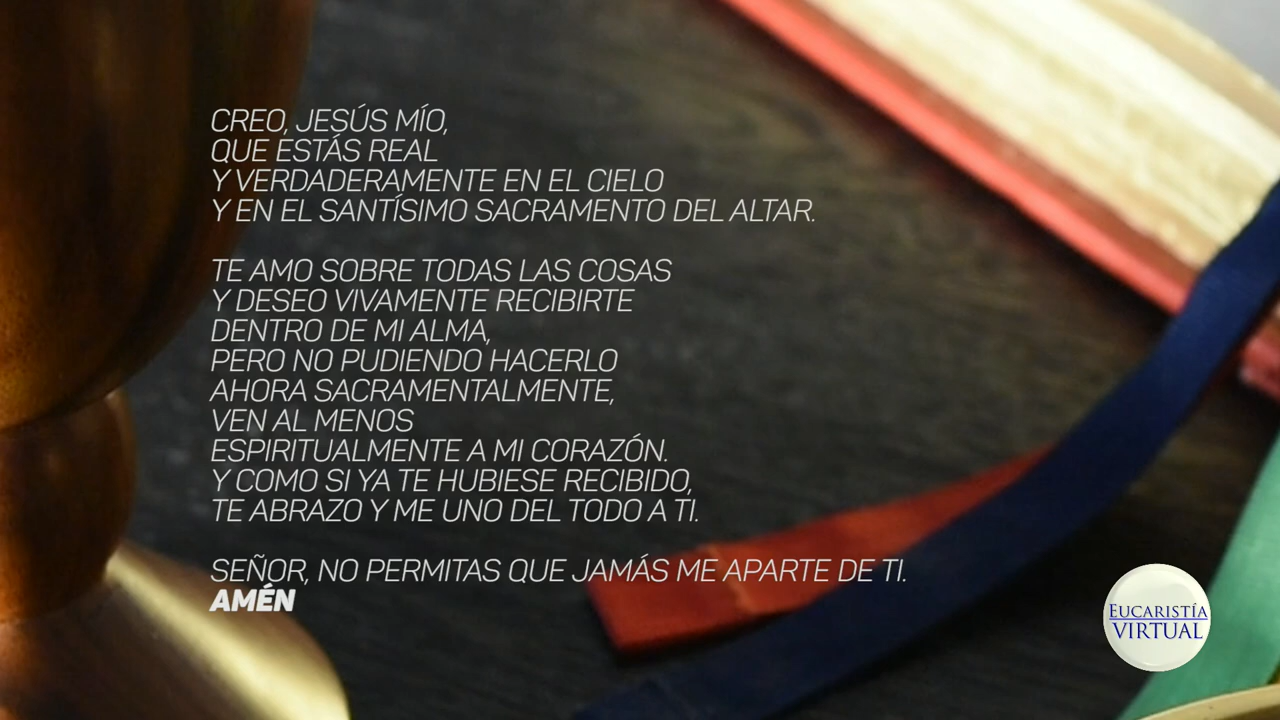 CREO, JESÚS MÍO,
QUE ESTÁS REAL
Y VERDADERAMENTE EN EL CIELO
Y EN EL SANTÍSIMO SACRAMENTO DEL ALTAR.
TE AMO SOBRE TODAS LAS COSAS
Y DESEO VIVAMENTE RECIBIRTE
DENTRO DE MI ALMA,
PERO NO PUDIENDO HACERLO
AHORA SACRAMENTALMENTE,
VEN AL MENOS
ESPIRITUALMENTE A MI CORAZÓN.
Y COMO SI YA TE HUBIESE RECIBIDO,
TE ABRAZO Y ME UNO DEL TODO A TI.
SEÑOR, NO PERMITAS QUE JAMÁS ME APARTE DE TI.
AMÉN
EUCARISTÍA
VIRTUAL